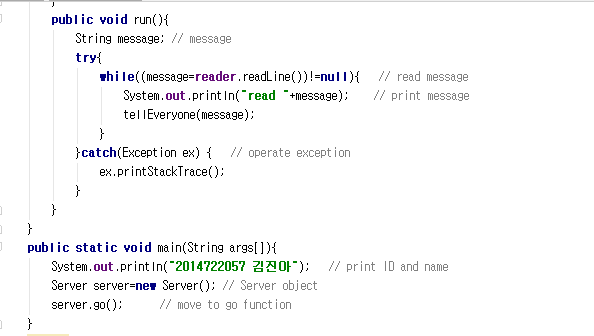 }
public void run(){
String message; // message
try{
while((message=reader.readLine())!=null){ // read message
System.out.println("read "+message); // print message
tellEveryone(message);
}
}catch(Exception ex) { // operate exception
ex.printStackTrace();
}
}
}
public static void main(String args[]){
System.out.println("2014722057 김진아"); // print ID and name
Server server=new Server(); // Server object
server.go(); // move to go function
}